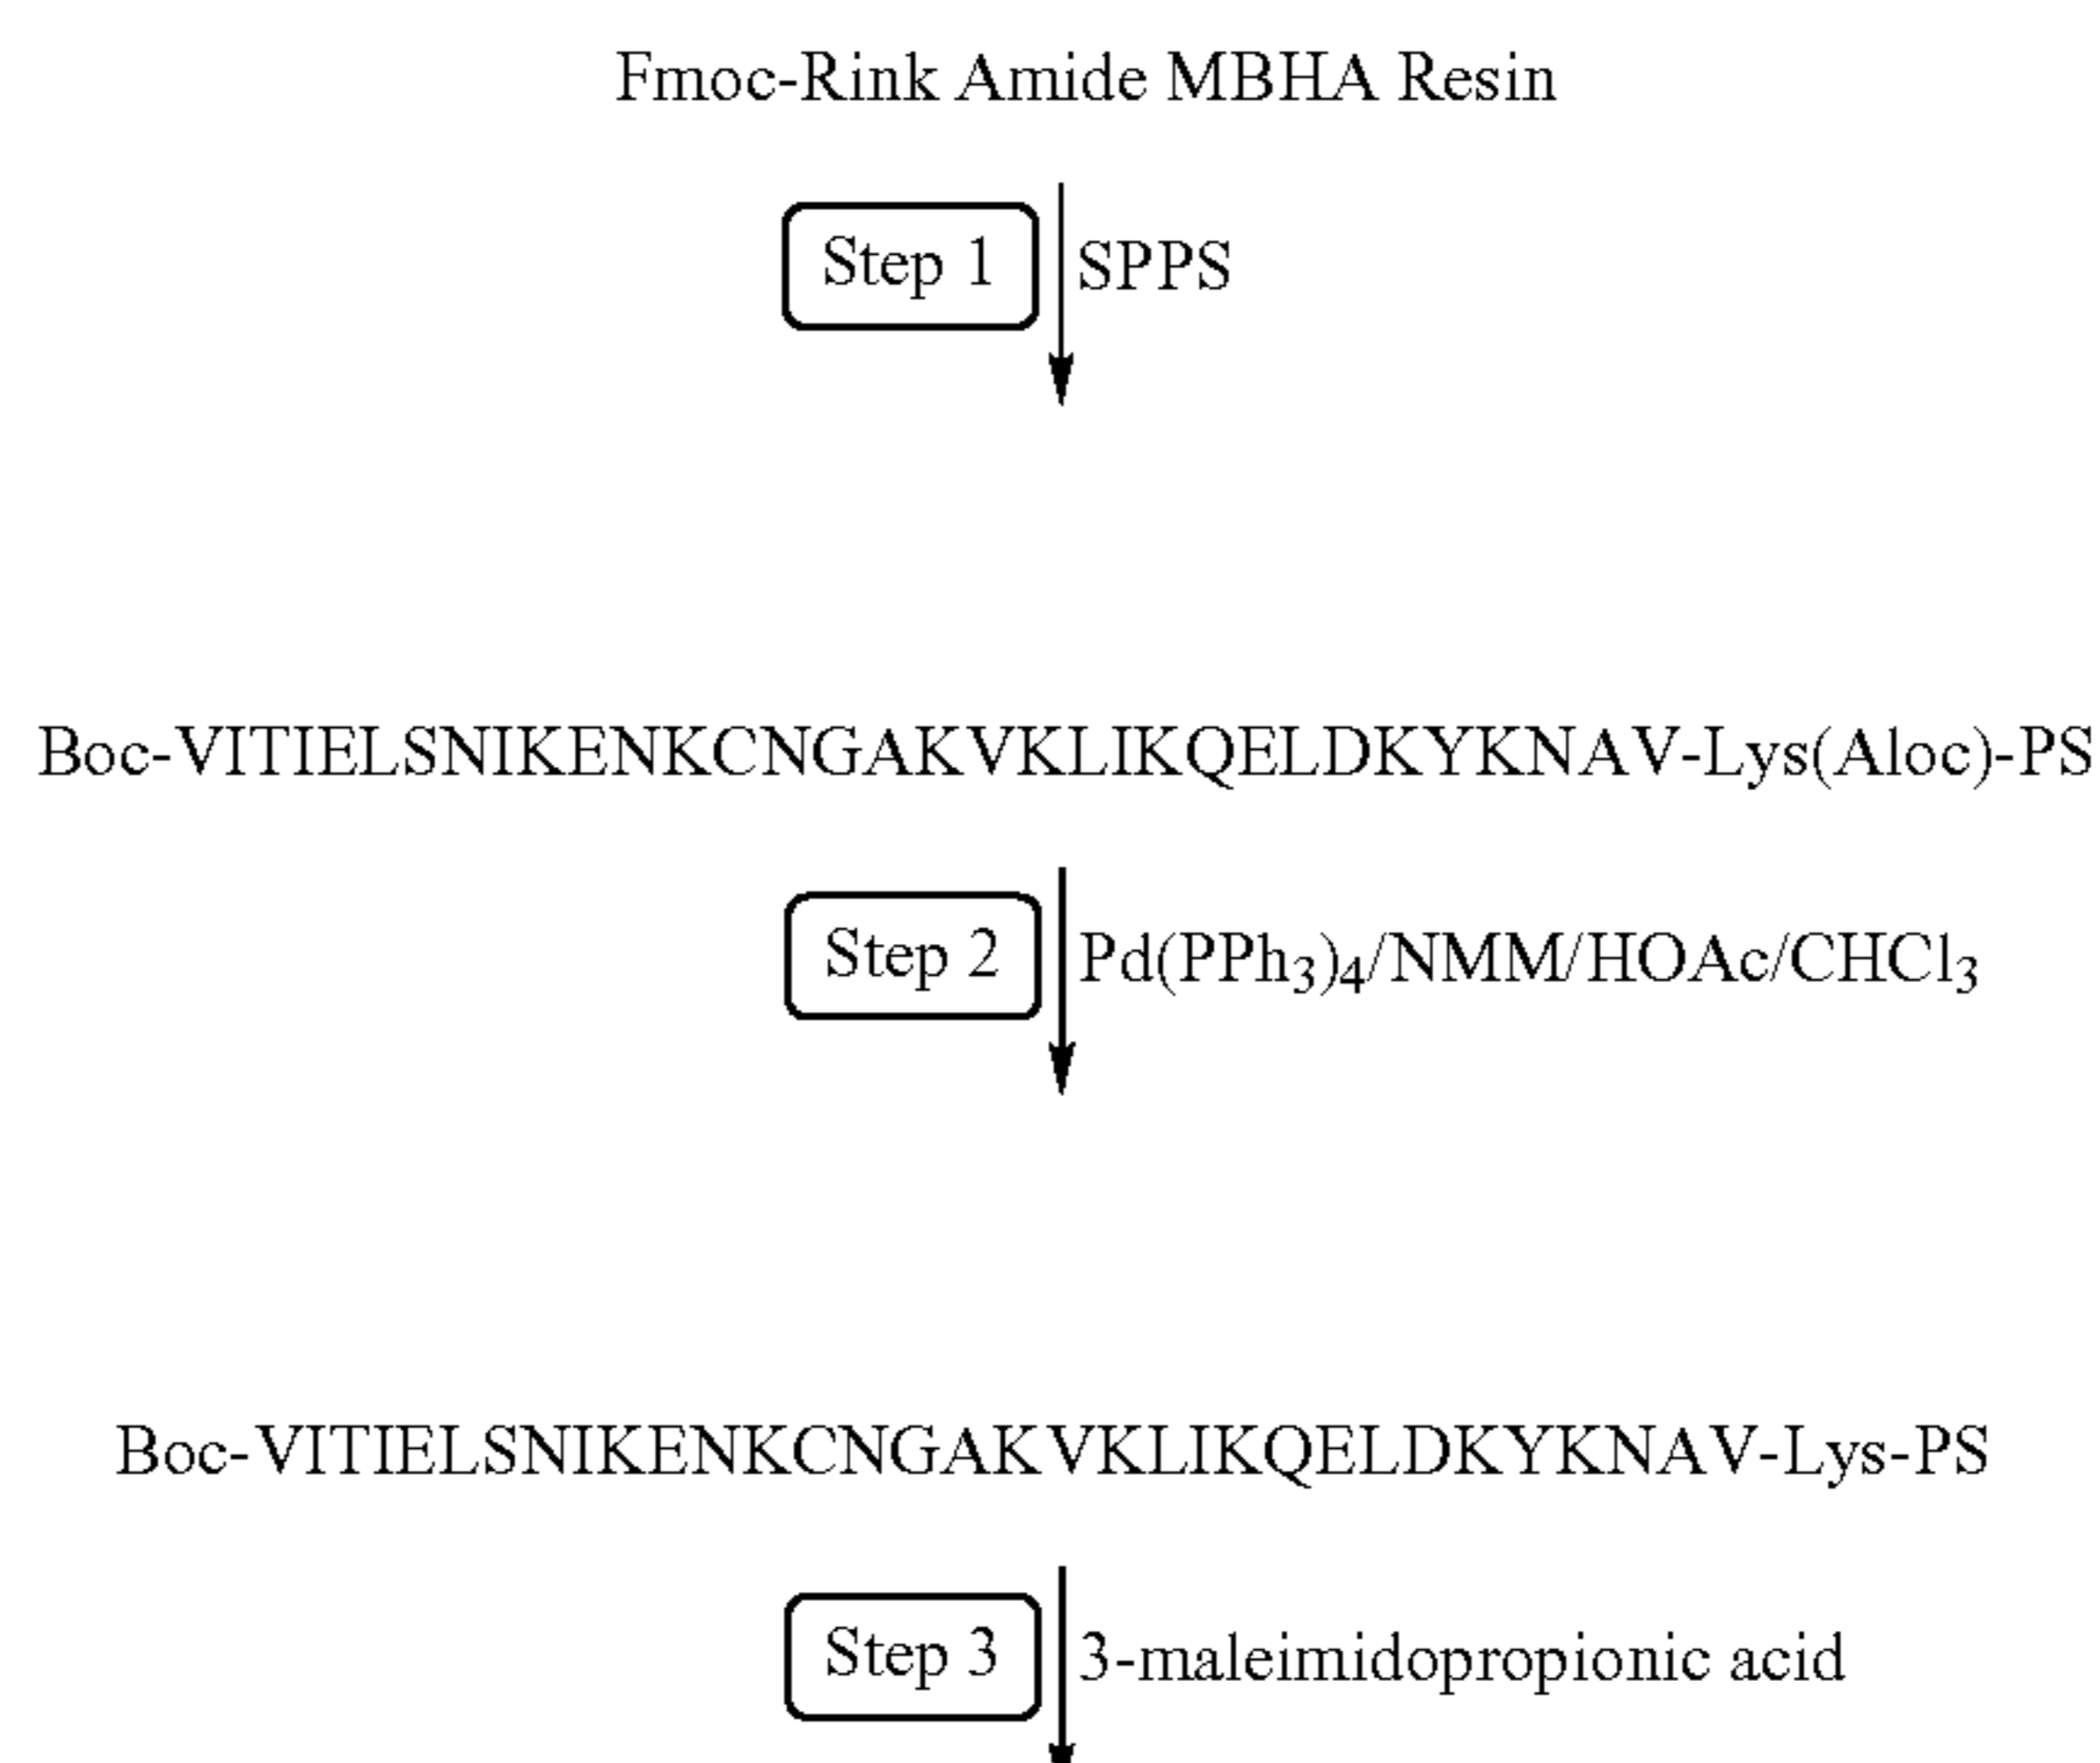 Fmoc-Rink Amide MBHA Resin
Step 1 SPPS
Boc-VITIELSNIKENKCNGAKVKLIKQELDKYKNAV-Lys(Aloc)-PS
Step 2 Pd(PPh3)4/NMM/HOAc/CHCl3
Boc-VITIELSNIKENKCNGAKVKLIKQELDKYKNAV-Lys-PS
Step 3 3-maleimidopropionic acid